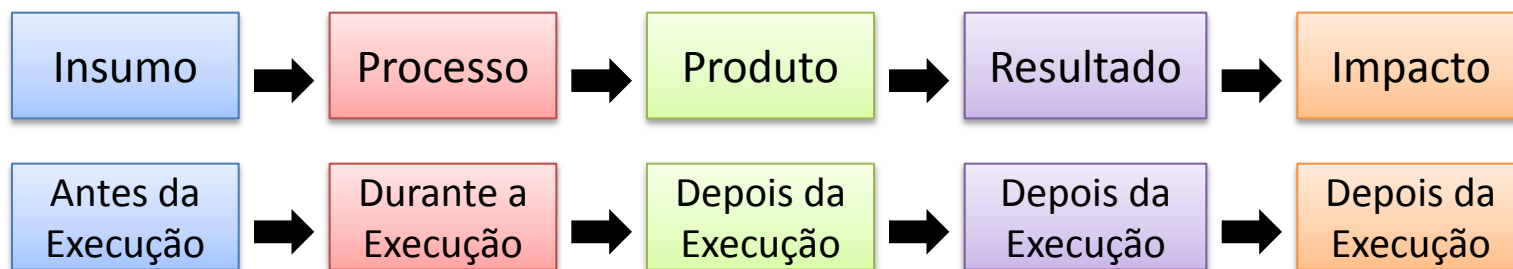 Insumo Processo Produto Resultado Impacto
Antes da Durante a Depois da Depois da Depois da
Execução Execução Execução Execução Execução